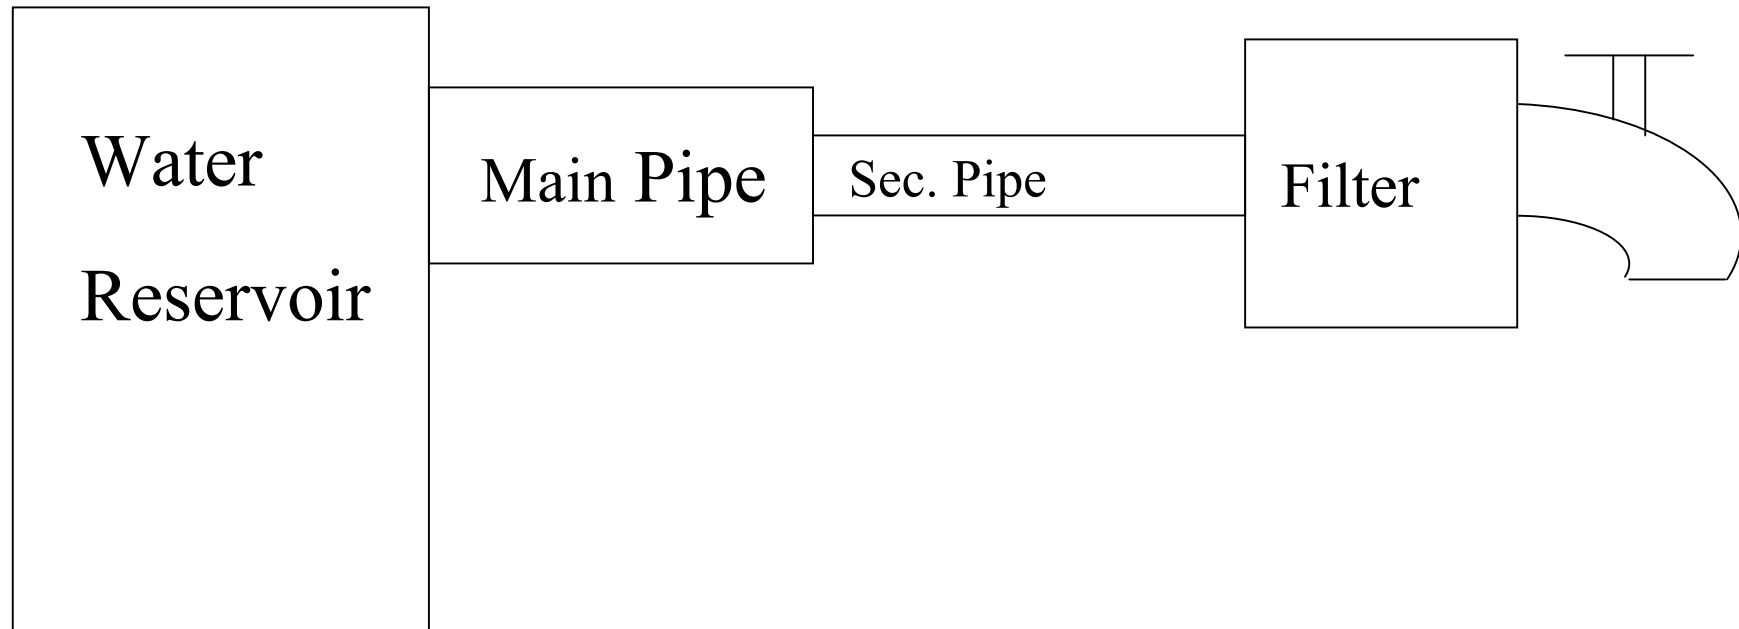 Water
Reservoir
Main Pipe
Sec. Pipe
Filter